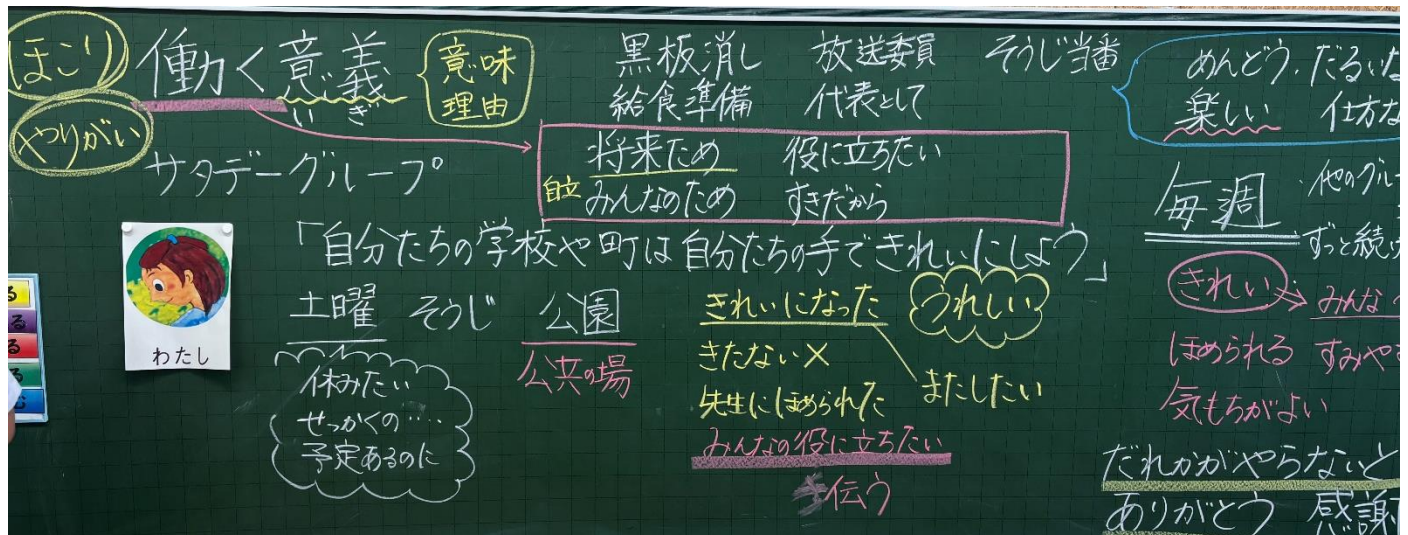 ほこり
やりがい
働く意義
いぎ
意味
理由
サタデーグループ
黒板消し 放送委員 そうじ当番
給食準備 代表として
将来ため 役に立ちたい
自立 みんなのため すきだから
めんどう、だるいな
楽しい 仕方な
毎週
・他のグルー
ずっと続け
「自分たちの学校や町は自分たちの手できれいにしよう」
わたし
土曜 そうじ 公園
公共の場
休みたい
せっかくの……
予定あるのに
きれいになった うれしい
きたない×
先生にほめられた またしたい
みんなの役に立ちたい
伝う
きれい → みんな
ほめられる すみや
気もちがよい
だれかがやらないと
ありがとう 感謝
る
る
る
る
む